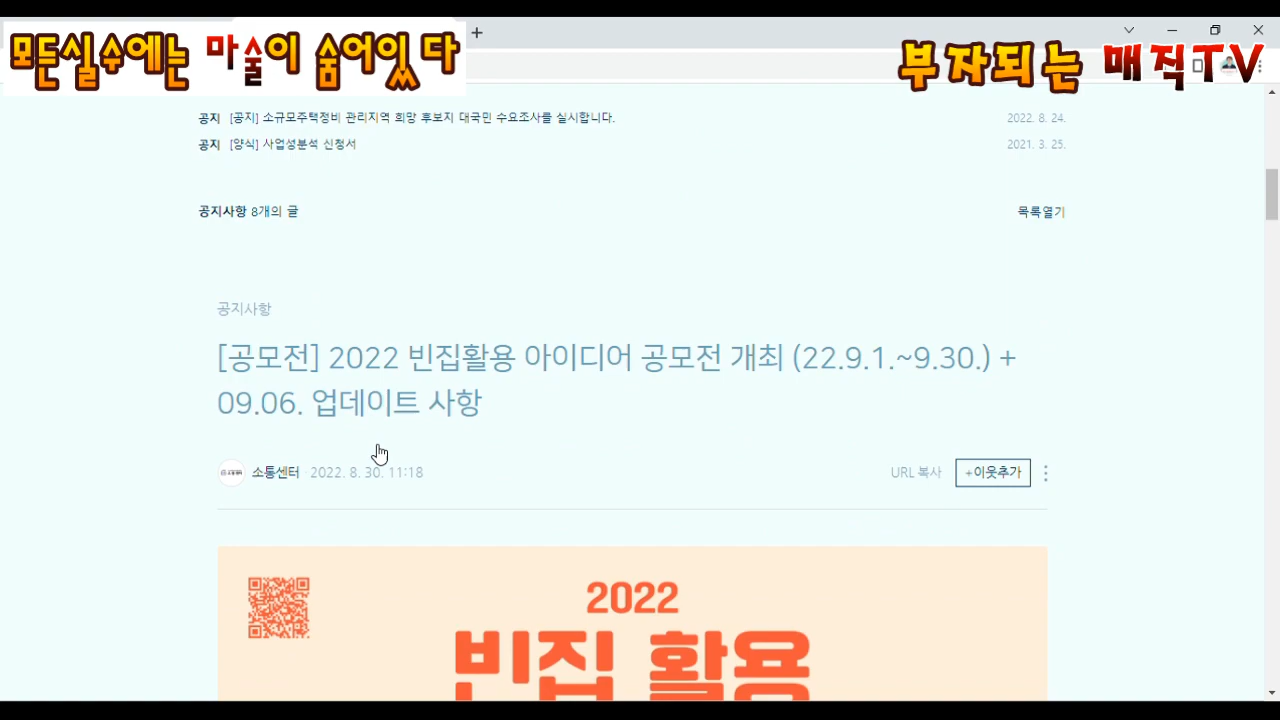 모든실수에는 마술이 숨어있다
부자되는 매직TV
공지 [공지] 소규모주택정비 관리지역 희망 후보지 대국민 수요조사를 실시합니다. 2022. 8. 24.
공지 [양식] 사업성분석 신청서 2021. 3. 25.
공지사항 8개의 글 목록열기
공지사항
[공모전] 2022 빈집활용 아이디어 공모전 개최 (22.9.1.~9.30.) +
09.06. 업데이트 사항
소통센터 · 2022. 8. 30. 11:18 URL 복사 +이웃추가
2022
빈집 활용